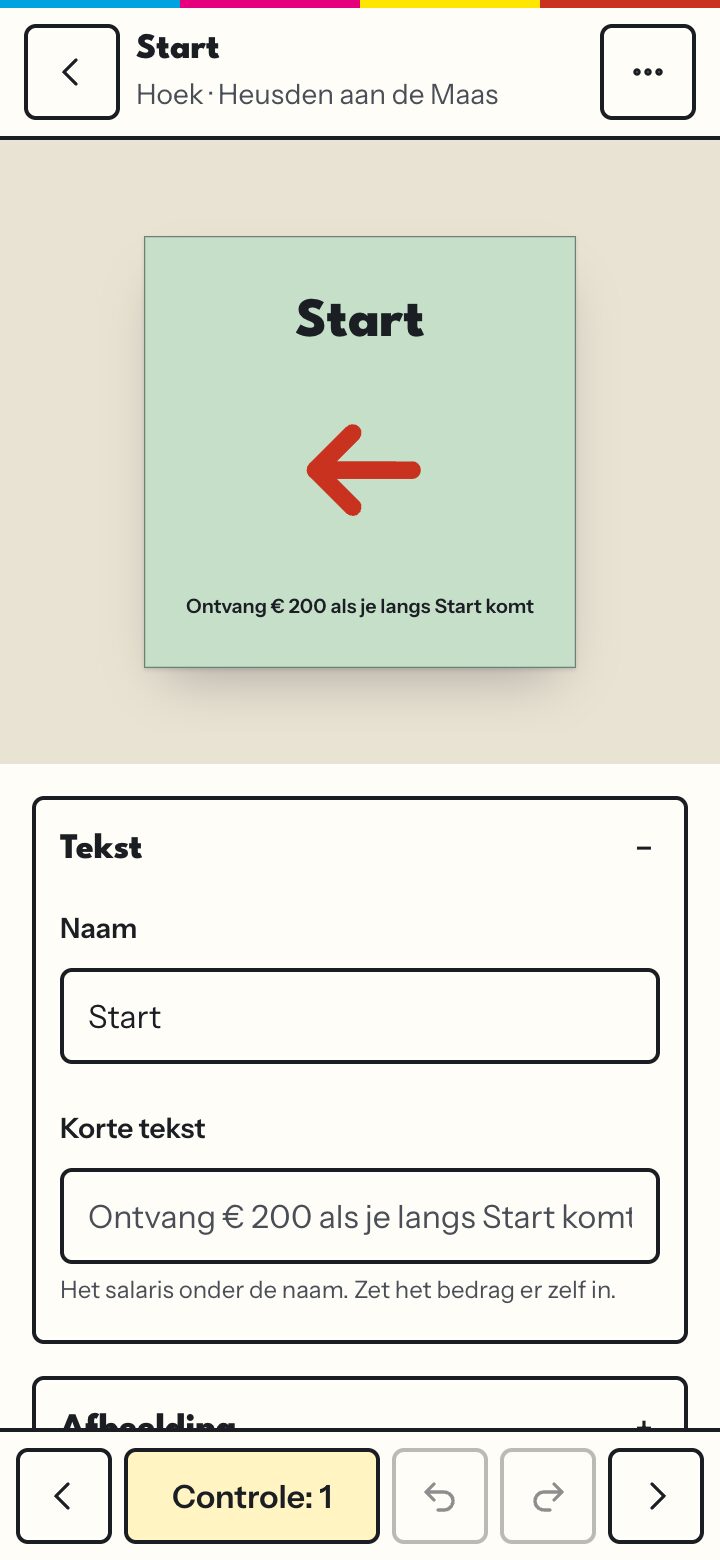 Start
Hoek · Heusden aan de Maas
Start
Ontvang € 200 als je langs Start komt
Tekst
Naam
Start
Korte tekst
Ontvang € 200 als je langs Start komt
Het salaris onder de naam. Zet het bedrag er zelf in.
Afbeelding
Controle: 1